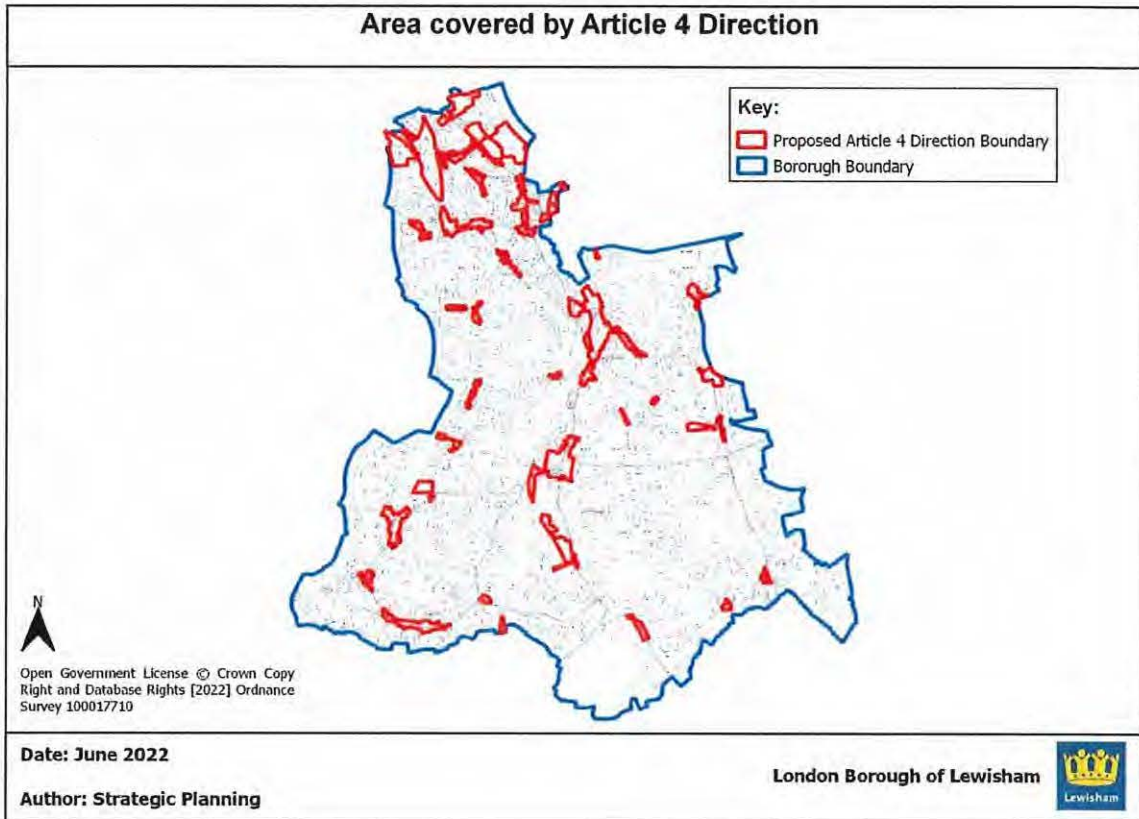 Area covered by Article 4 Direction
Key:
Proposed Article 4 Direction Boundary
Bororugh Boundary
N
Open Government License © Crown Copy
Right and Database Rights [2022] Ordnance
Survey 100017710
Date: June 2022
Author: Strategic Planning
London Borough of Lewisham
Lewisham